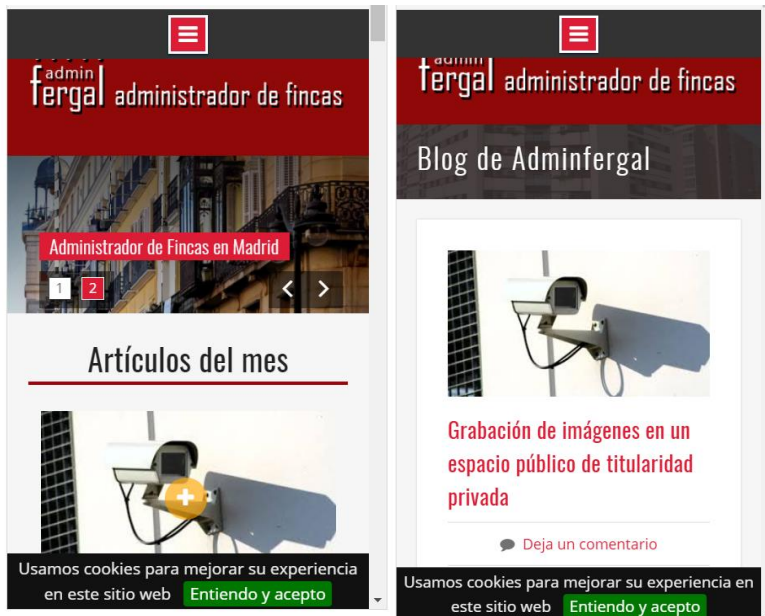 admin
fergal administrador de fincas
Administrador de Fincas en Madrid
1 2
Artículos del mes
Usamos cookies para mejorar su experiencia
en este sitio web Entiendo y acepto
admin
fergal administrador de fincas
Blog de Adminfergal
Grabación de imágenes en un
espacio público de titularidad
privada
Deja un comentario
Usamos cookies para mejorar su experiencia en
este sitio web Entiendo y acepto